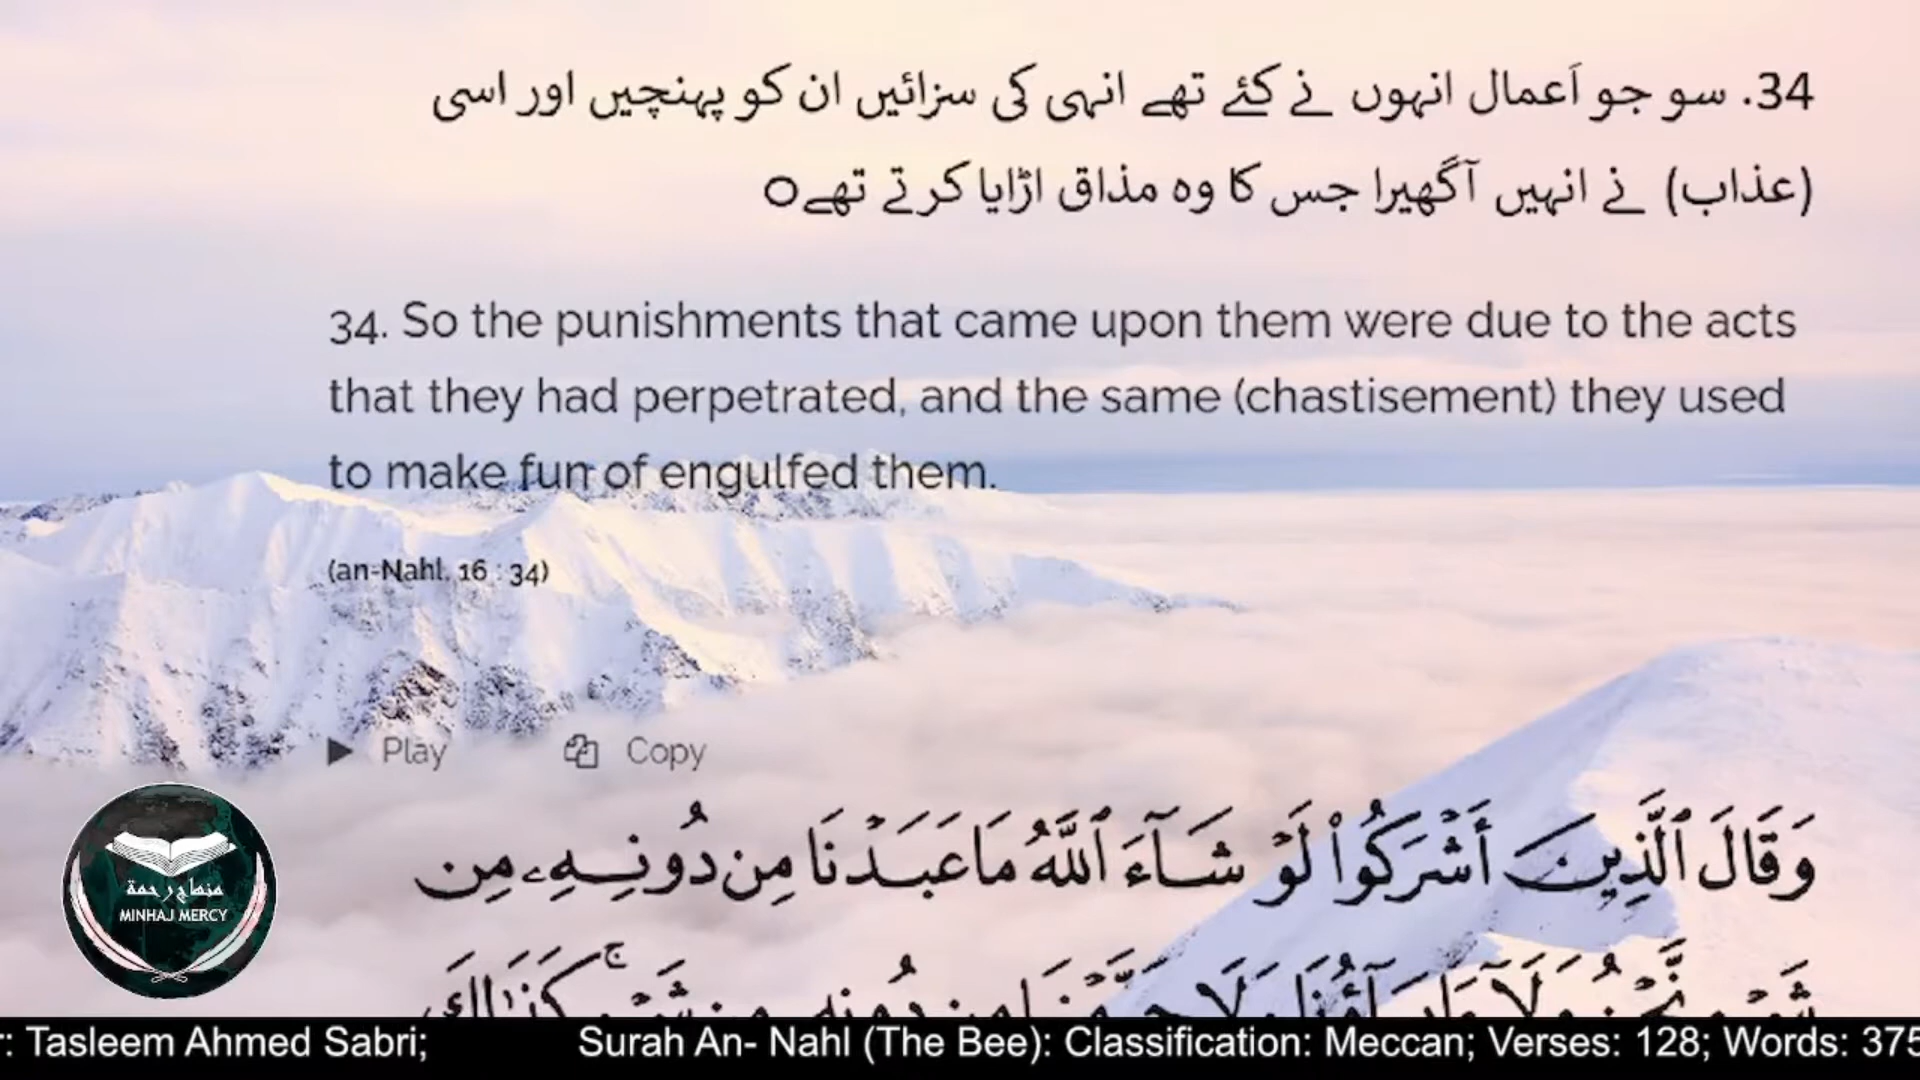 34. سو جو اَعمال انہوں نے کئے تھے انہی کی سزائیں ان کو پہنچیں اور اسی
(عذاب) نے انہیں آگھیرا جس کا وہ مذاق اڑایا کرتے تھےo
34. So the punishments that came upon them were due to the acts
that they had perpetrated, and the same (chastisement) they used
to make fun of engulfed them.
(an-Nahl, 16 : 34)
Play Copy
وَقَالَ ٱلَّذِينَ أَشْرَكُوا۟ لَوْ شَآءَ ٱللَّهُ مَا عَبَدْنَا مِن دُونِهِۦ مِن
منهاج رحمة
MINHAJ MERCY
r: Tasleem Ahmed Sabri; Surah An- Nahl (The Bee): Classification: Meccan; Verses: 128; Words: 375